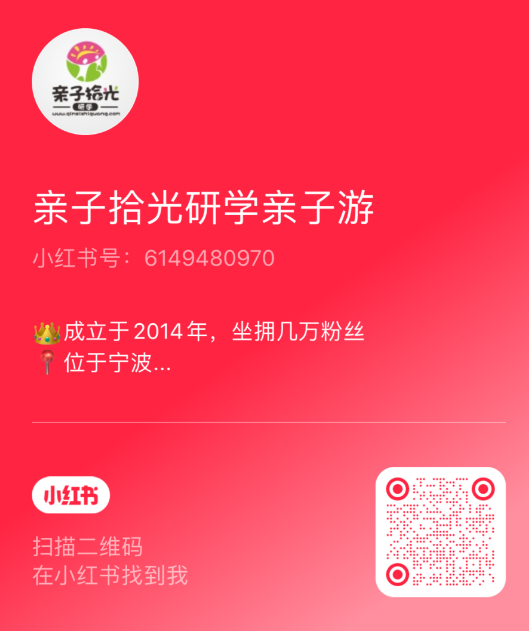 亲子拾光
研学
亲子拾光研学亲子游
小红书号：6149480970
👑成立于2014年，坐拥几万粉丝
📍位于宁波...
小红书
扫描二维码
在小红书找到我